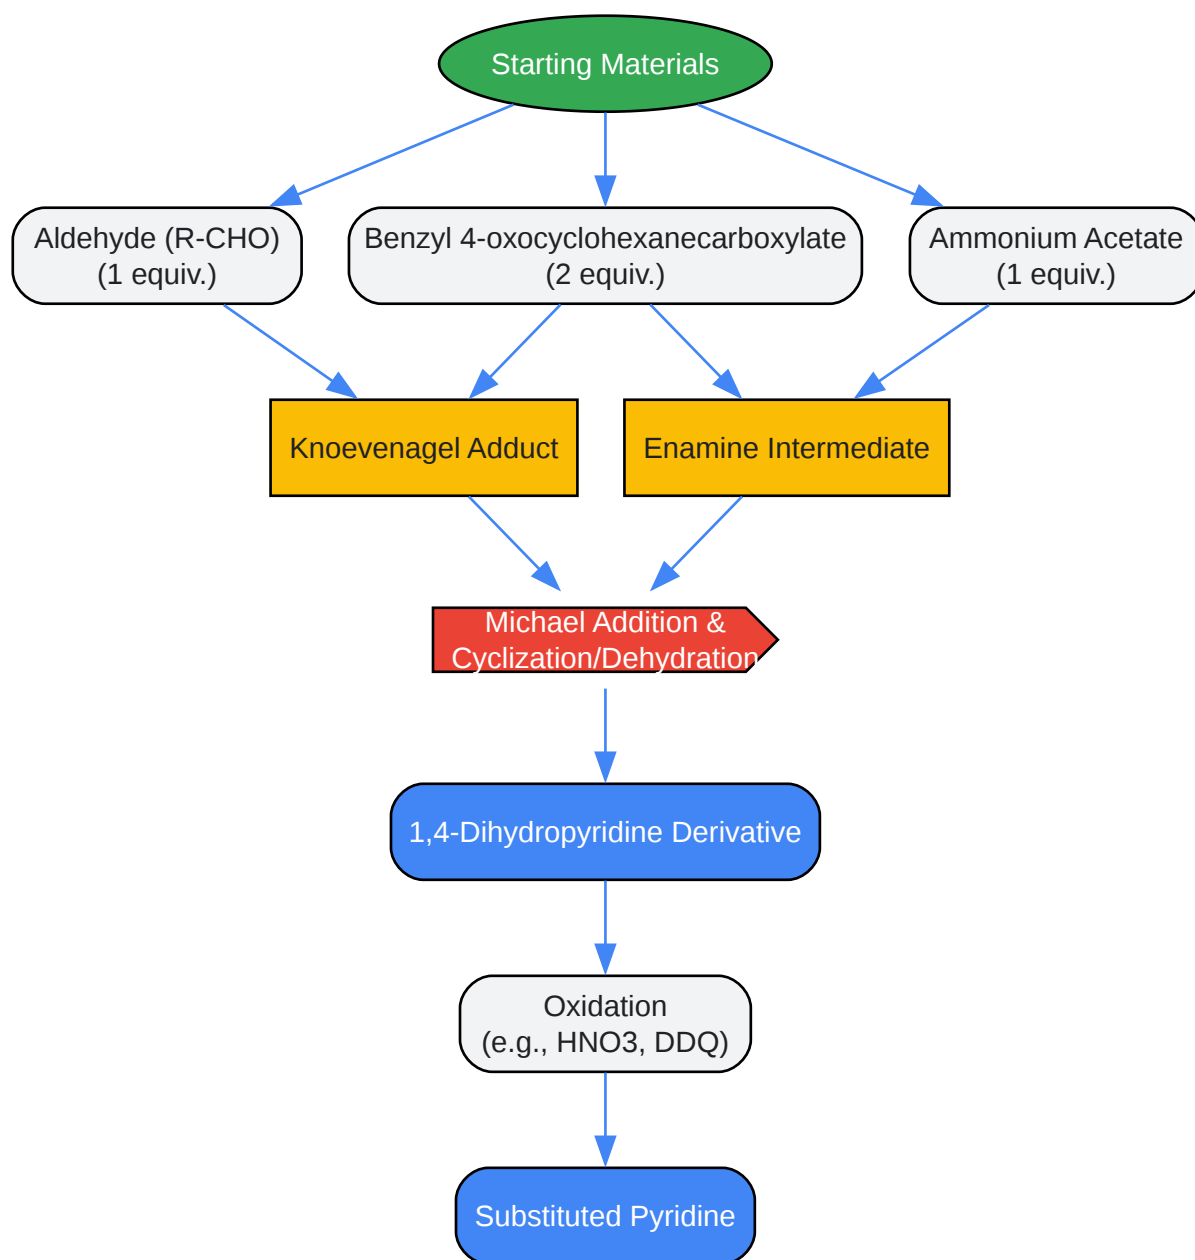 Starting Materials
Aldehyde (R-CHO)
(1 equiv.)
Benzyl 4-oxocyclohexanecarboxylate
(2 equiv.)
Ammonium Acetate
(1 equiv.)
Knoevenagel Adduct
Enamine Intermediate
Michael Addition &
Cyclization/Dehydration
1,4-Dihydropyridine Derivative
Oxidation
(e.g., HNO3, DDQ)
Substituted Pyridine